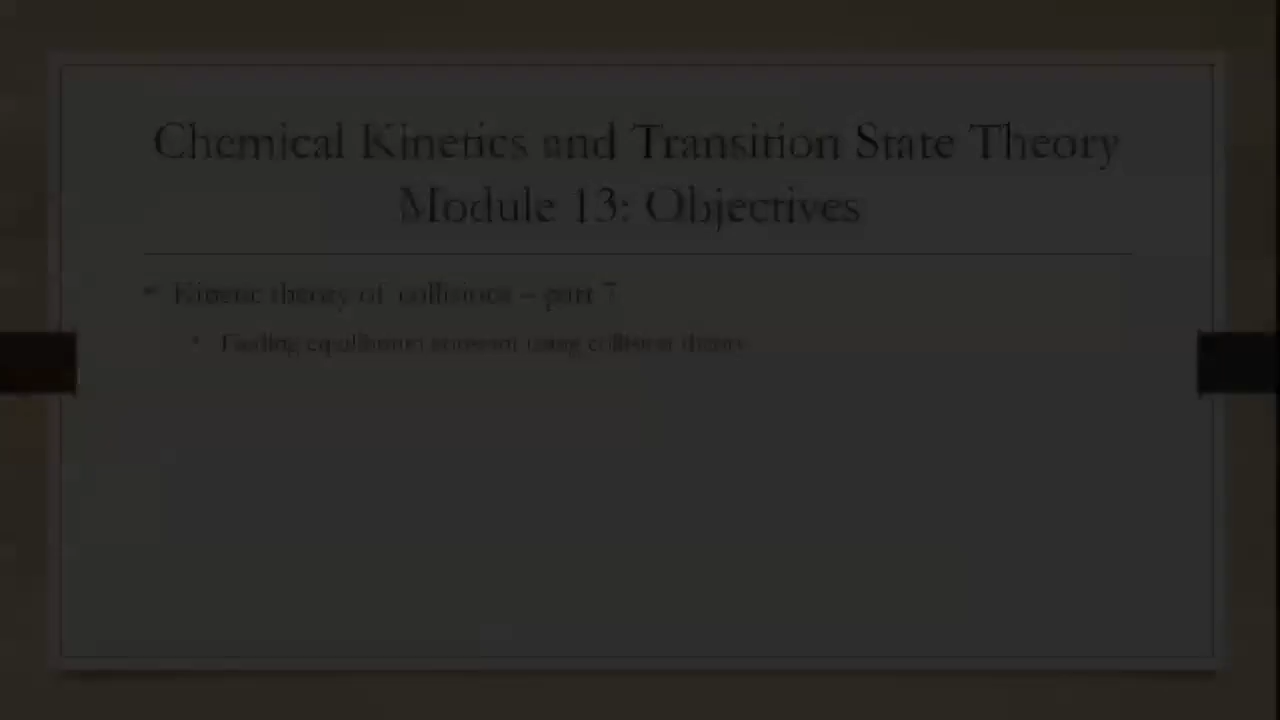 Chemical Kinetics and Transition State Theory
Module 13: Objectives
• Kinetic theory of collisions – part 7
• Finding equilibrium constant using collision theory